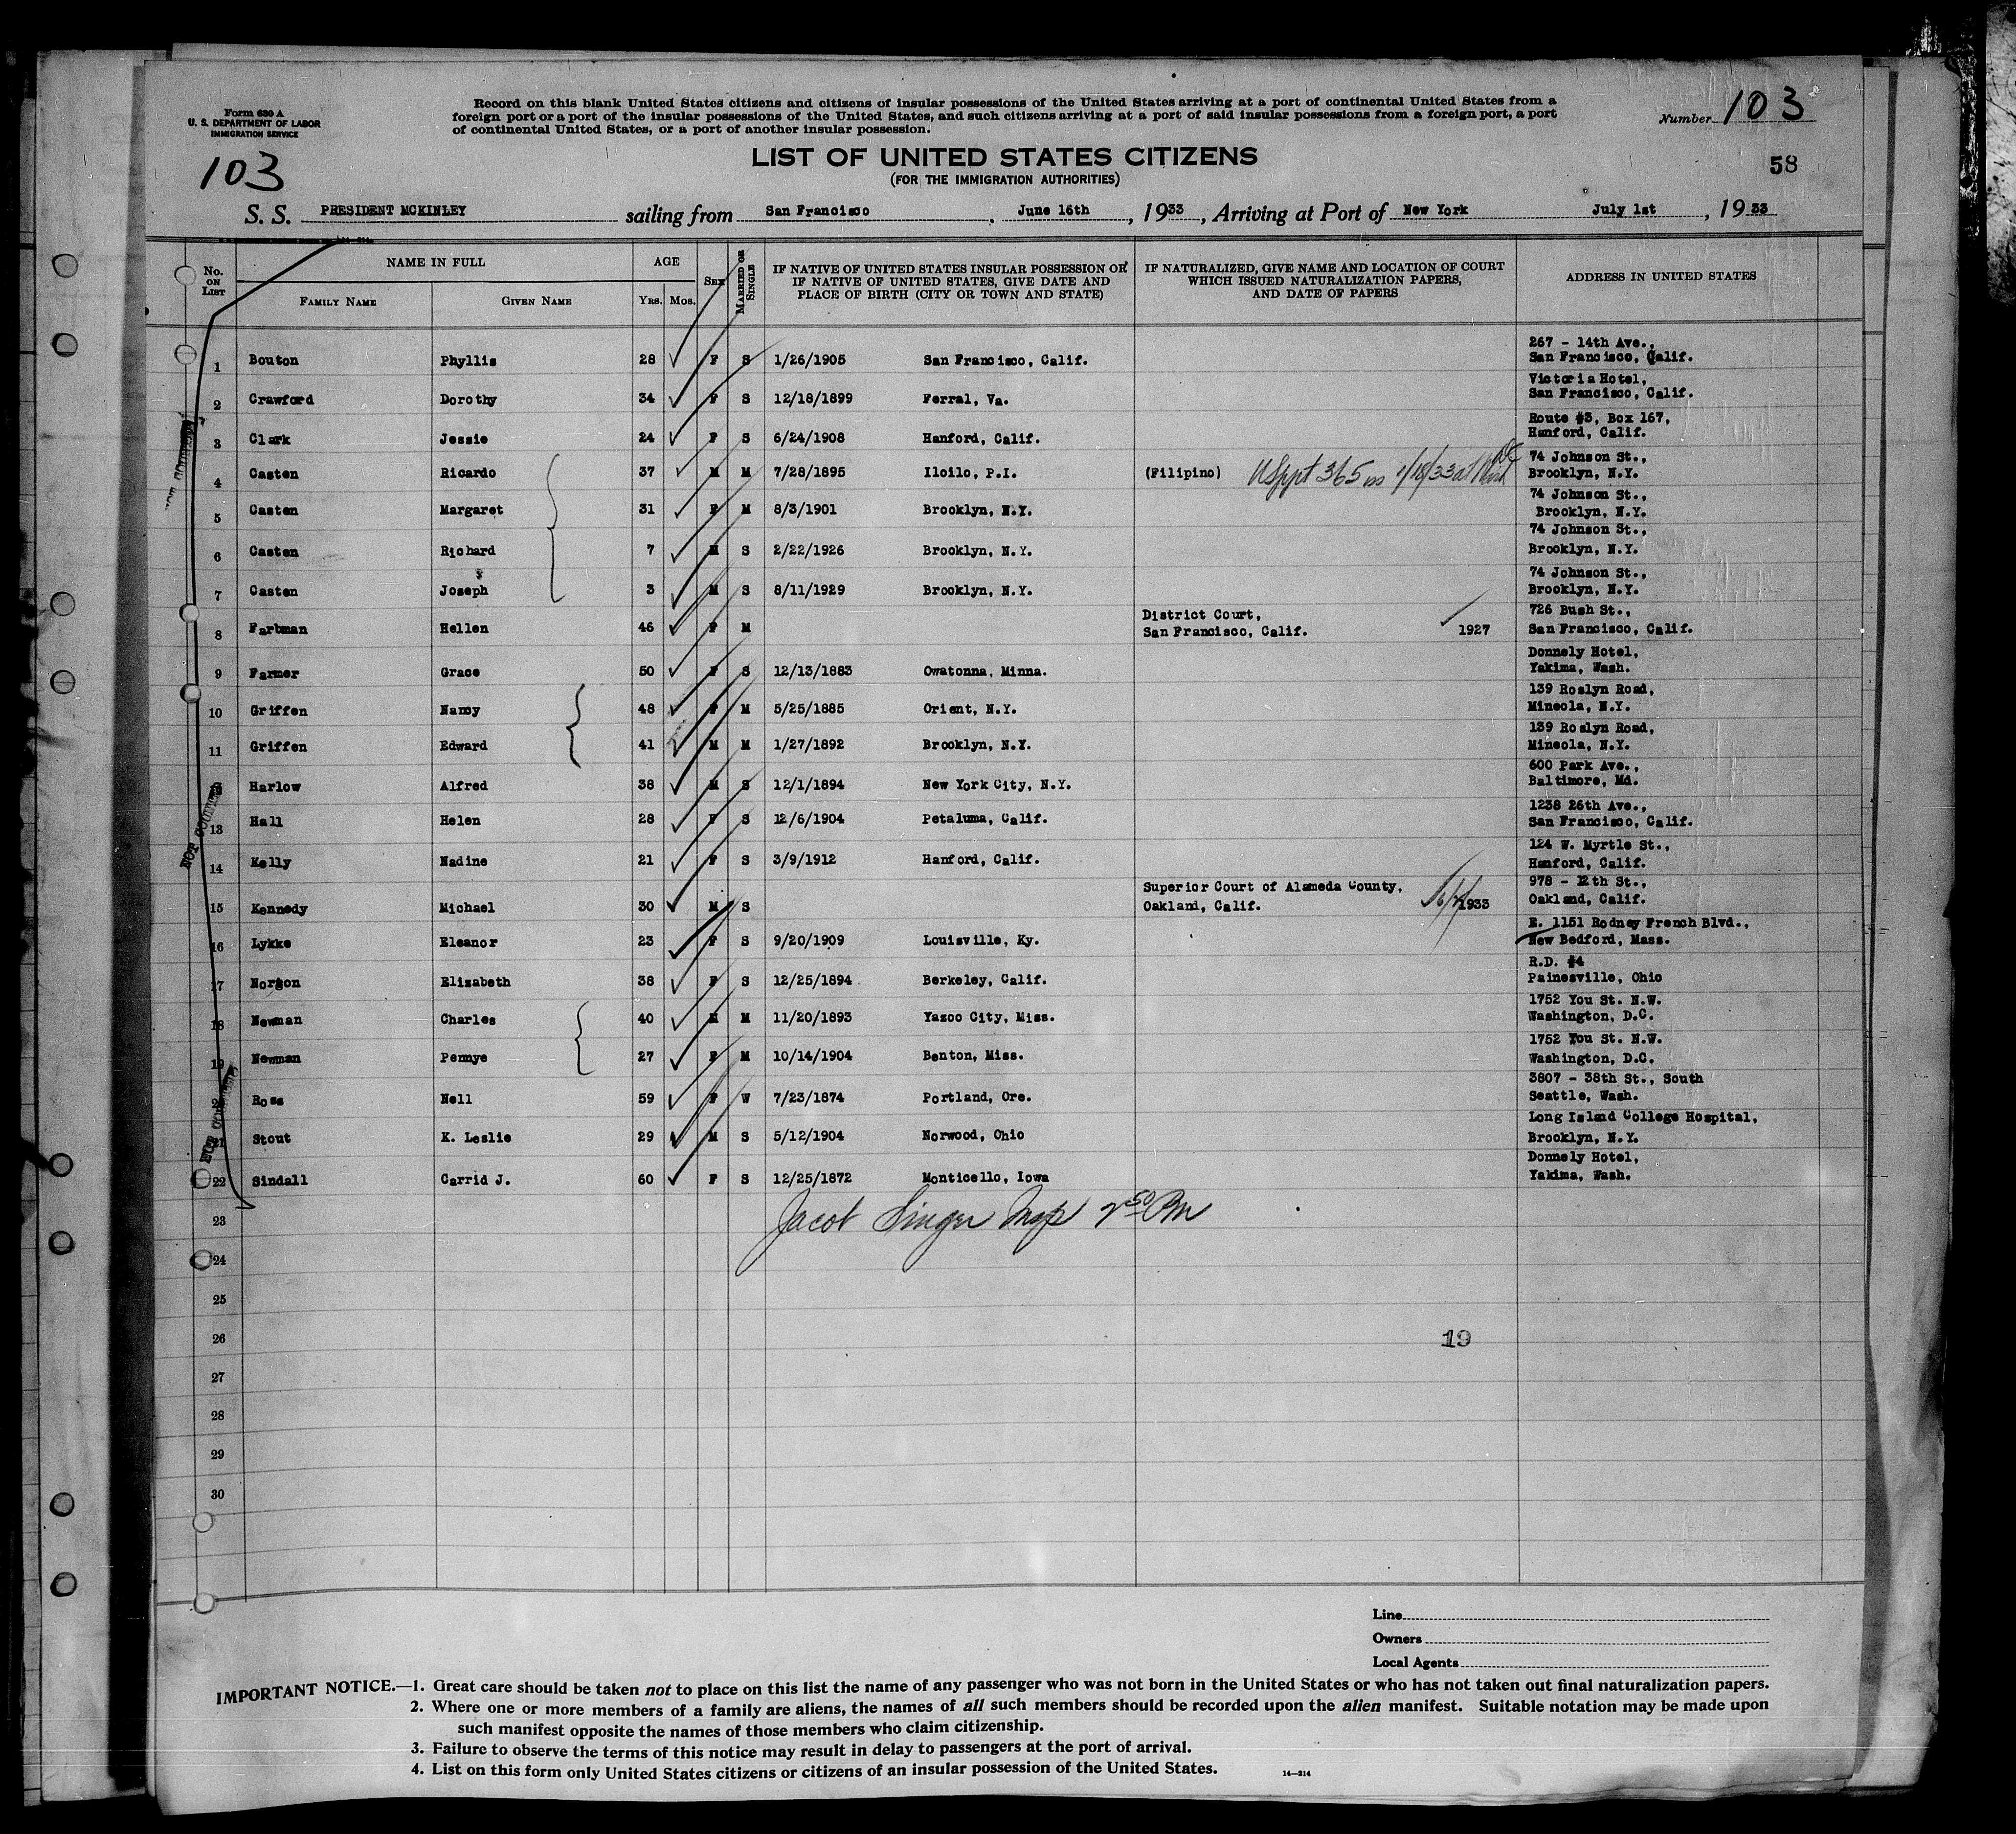 Form 630 A
U. S. DEPARTMENT OF LABOR
IMMIGRATION SERVICE
Record on this blank United States citizens and citizens of insular possessions of the United States arriving at a port of continental United States from a
foreign port or a port of the insular possessions of the United States, and such citizens arriving at a port of said insular possessions from a foreign port, a port
of continental United States, or a port of another insular possession.
Number 103
103
LIST OF UNITED STATES CITIZENS
(FOR THE IMMIGRATION AUTHORITIES)
58
S. S. PRESIDENT MCKINLEY sailing from San Francisco, June 16th, 1933, Arriving at Port of New York July 1st, 1933
No. ON LIST
NAME IN FULL
FAMILY NAME GIVEN NAME
AGE
YRS. MOS.
SEX
MARRIED OR SINGLE
IF NATIVE OF UNITED STATES INSULAR POSSESSION OR
IF NATIVE OF UNITED STATES, GIVE DATE AND
PLACE OF BIRTH (CITY OR TOWN AND STATE)
IF NATURALIZED, GIVE NAME AND LOCATION OF COURT
WHICH ISSUED NATURALIZATION PAPERS,
AND DATE OF PAPERS
ADDRESS IN UNITED STATES
267 - 14th Ave.,
1 Bouton Phyllis 28 F S 1/26/1905 San Francisco, Calif. San Francisco, Calif.
Victoria Hotel,
2 Crawford Dorothy 34 F S 12/18/1899 Ferral, Va. San Francisco, Calif.
Route #3, Box 167,
3 Clark Jessie 24 F S 6/24/1908 Hanford, Calif. Hanford, Calif.
74 Johnson St.,
4 Casten Ricardo 37 M M 7/28/1895 Iloilo, P.I. (Filipino) USppt 365 iss 1/18/33 at Brooklyn, N.Y.
74 Johnson St.,
5 Casten Margaret 31 F M 8/3/1901 Brooklyn, N.Y. Brooklyn, N.Y.
74 Johnson St.,
6 Casten Richard 7 M S 2/22/1926 Brooklyn, N.Y. Brooklyn, N.Y.
74 Johnson St.,
7 Casten Joseph 3 M S 8/11/1929 Brooklyn, N.Y. Brooklyn, N.Y.
District Court, 726 Bush St.,
8 Farbman Hellen 46 F M San Francisco, Calif. 1927 San Francisco, Calif.
Donnely Hotel,
9 Farmer Grace 50 F S 12/13/1883 Owatonna, Minna. Yakima, Wash.
139 Roslyn Road,
10 Griffen Nancy 48 F M 5/25/1885 Orient, N.Y. Mineola, N.Y.
139 Roslyn Road,
11 Griffen Edward 41 M M 1/27/1892 Brooklyn, N.Y. Mineola, N.Y.
600 Park Ave.,
Harlow Alfred 38 M S 12/1/1894 New York City, N.Y. Baltimore, Md.
1238 26th Ave.,
13 Hall Helen 28 F S 12/6/1904 Petaluma, Calif. San Francisco, Calif.
124 W. Myrtle St.,
14 Kelly Nadine 21 F S 3/9/1912 Hanford, Calif. Hanford, Calif.
Superior Court of Alameda County, 978 - 12th St.,
15 Kennedy Michael 30 M S Oakland, Calif. 1933 Oakland, Calif.
E. 1151 Rodney French Blvd.,
16 Lykke Eleanor 23 F S 9/20/1909 Louisville, Ky. New Bedford, Mass.
R.D. #4
17 Norton Elizabeth 38 F S 12/25/1894 Berkeley, Calif. Painesville, Ohio
1752 You St. N.W.
18 Newman Charles 40 M M 11/20/1893 Yazoo City, Miss. Washington, D.C.
1752 You St. N.W.
19 Newman Pennye 27 F M 10/14/1904 Benton, Miss. Washington, D.C.
3807 - 38th St., South
Ross Nell 59 F W 7/23/1874 Portland, Ore. Seattle, Wash.
Long Island College Hospital,
21 Stout K. Leslie 29 M S 5/12/1904 Norwood, Ohio Brooklyn, N.Y.
Donnely Hotel,
22 Sindall Carrid J. 60 F S 12/25/1872 Monticello, Iowa Yakima, Wash.
23 Jacob Singer Insp 2 50 PM
24
25
26 19
27
28
29
30
Line
Owners
Local Agents
IMPORTANT NOTICE.—1. Great care should be taken not to place on this list the name of any passenger who was not born in the United States or who has not taken out final naturalization papers.
2. Where one or more members of a family are aliens, the names of all such members should be recorded upon the alien manifest. Suitable notation may be made upon
such manifest opposite the names of those members who claim citizenship.
3. Failure to observe the terms of this notice may result in delay to passengers at the port of arrival.
4. List on this form only United States citizens or citizens of an insular possession of the United States.
14—214